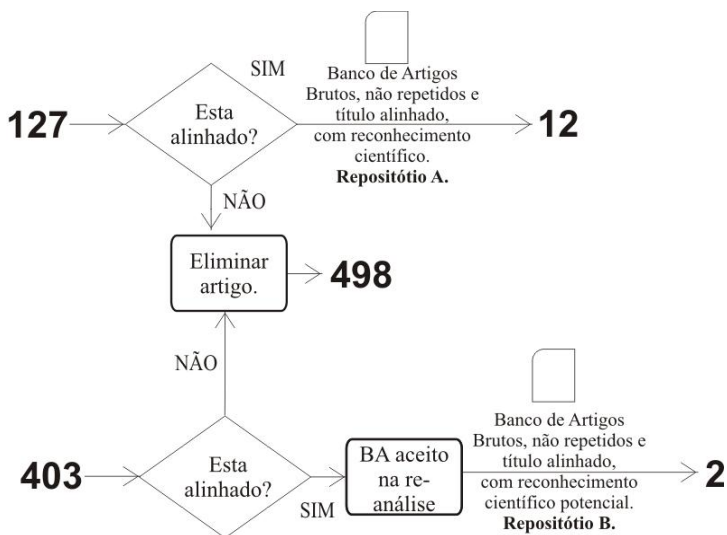 SIM
127
Esta
alinhado?
Banco de Artigos
Brutos, não repetidos e
título alinhado,
com reconhecimento
científico.
Repositótio A.
12
NÃO
Eliminar
artigo.
498
NÃO
403
Esta
alinhado?
SIM
BA aceito
na re-
análise
Banco de Artigos
Brutos, não repetidos e
título alinhado,
com reconhecimento
científico potencial.
Repositótio B.
2